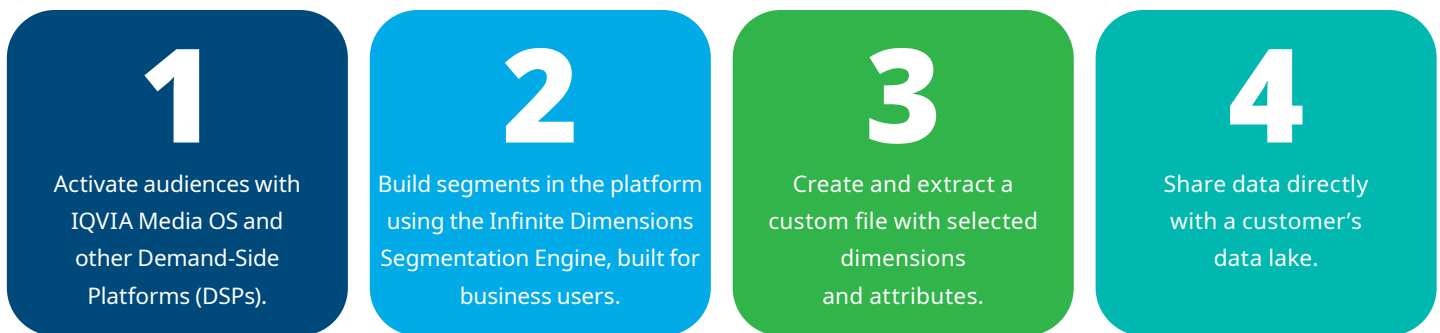 1
Activate audiences with
IQVIA Media OS and
other Demand-Side
Platforms (DSPs).
2
Build segments in the platform
using the Infinite Dimensions
Segmentation Engine, built for
business users.
3
Create and extract a
custom file with selected
dimensions
and attributes.
4
Share data directly
with a customer’s
data lake.